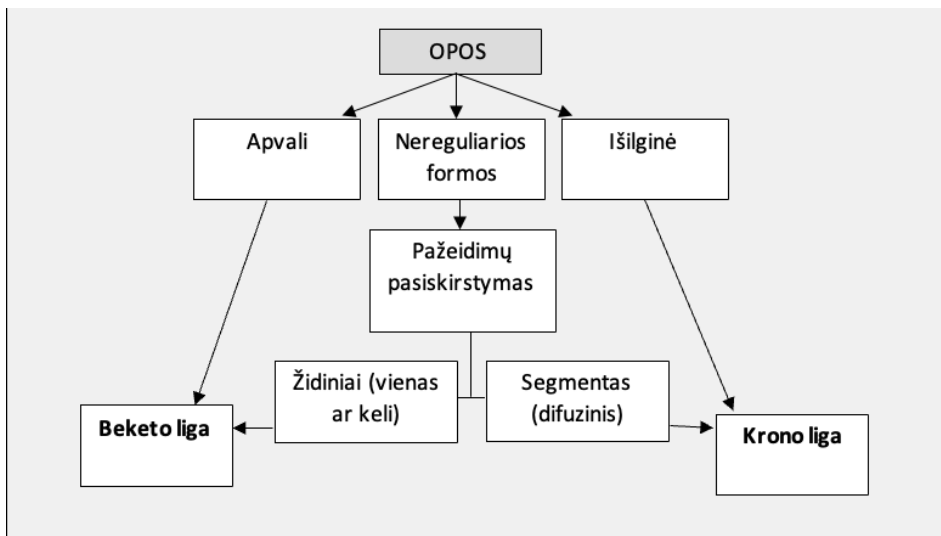 OPOS
Apvali
Nereguliarios
formos
Išilginė
Pažeidimų
pasiskirstymas
Židiniai (vienas
ar keli)
Segmentas
(difuzinis)
Beketo liga
Krono liga